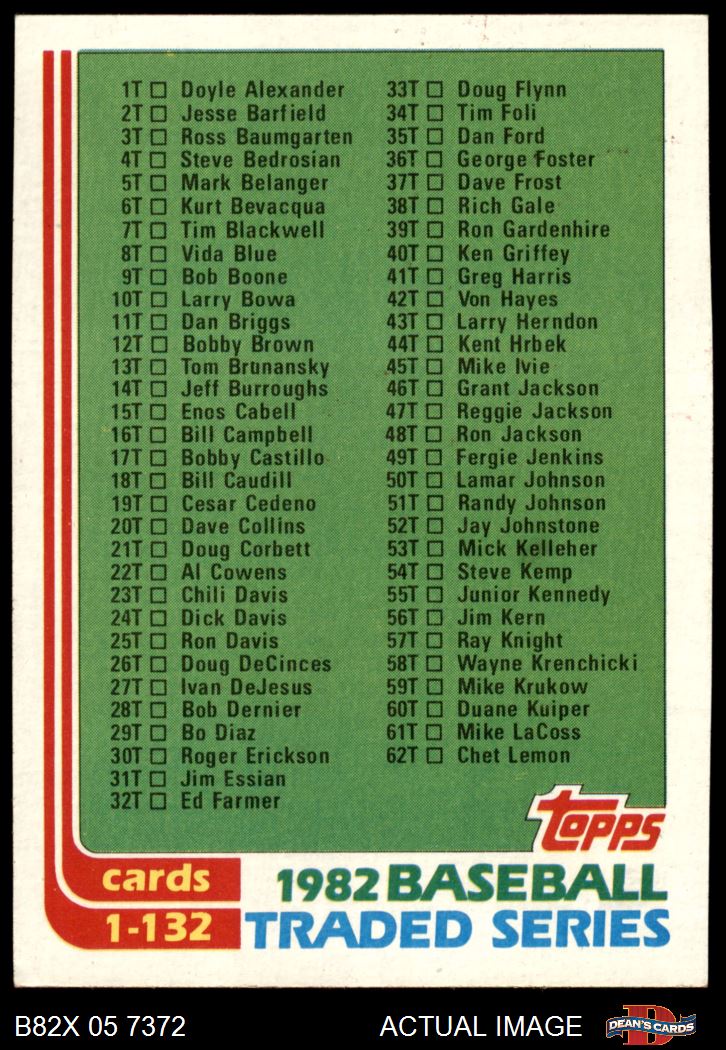 1T Doyle Alexander
2T Jesse Barfield
3T Ross Baumgarten
4T Steve Bedrosian
5T Mark Belanger
6T Kurt Bevacqua
7T Tim Blackwell
8T Vida Blue
9T Bob Boone
10T Larry Bowa
11T Dan Briggs
12T Bobby Brown
13T Tom Brunansky
14T Jeff Burroughs
15T Enos Cabell
16T Bill Campbell
17T Bobby Castillo
18T Bill Caudill
19T Cesar Cedeno
20T Dave Collins
21T Doug Corbett
22T Al Cowens
23T Chili Davis
24T Dick Davis
25T Ron Davis
26T Doug DeCinces
27T Ivan DeJesus
28T Bob Dernier
29T Bo Diaz
30T Roger Erickson
31T Jim Essian
32T Ed Farmer
33T Doug Flynn
34T Tim Foli
35T Dan Ford
36T George Foster
37T Dave Frost
38T Rich Gale
39T Ron Gardenhire
40T Ken Griffey
41T Greg Harris
42T Von Hayes
43T Larry Herndon
44T Kent Hrbek
45T Mike Ivie
46T Grant Jackson
47T Reggie Jackson
48T Ron Jackson
49T Fergie Jenkins
50T Lamar Johnson
51T Randy Johnson
52T Jay Johnstone
53T Mick Kelleher
54T Steve Kemp
55T Junior Kennedy
56T Jim Kern
57T Ray Knight
58T Wayne Krenchicki
59T Mike Krukow
60T Duane Kuiper
61T Mike LaCoss
62T Chet Lemon
topps
cards
1-132
1982 BASEBALL
TRADED SERIES
B82X 05 7372
ACTUAL IMAGE
D
DEAN'S CARDS